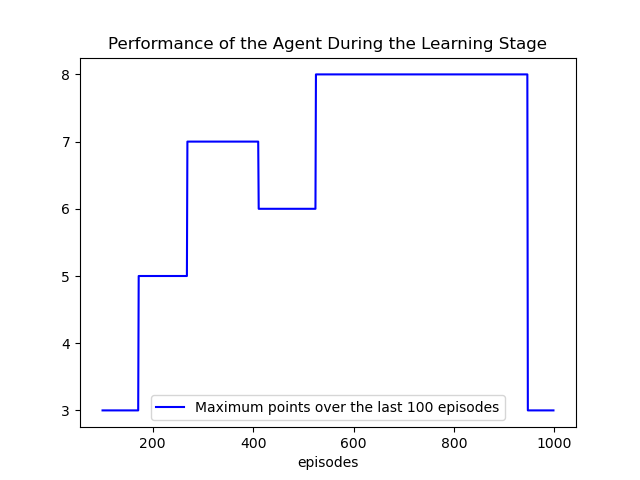 Performance of the Agent During the Learning Stage
8
7
6
5
4
3
Maximum points over the last 100 episodes
200 400 600 800 1000
episodes